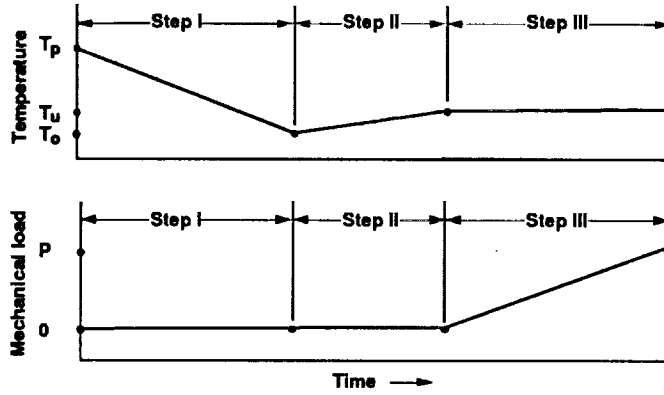 Step I
Step II
Step III
Tp
Tu
To
Temperature
Step I
Step II
Step III
P
0
Mechanical load
Time